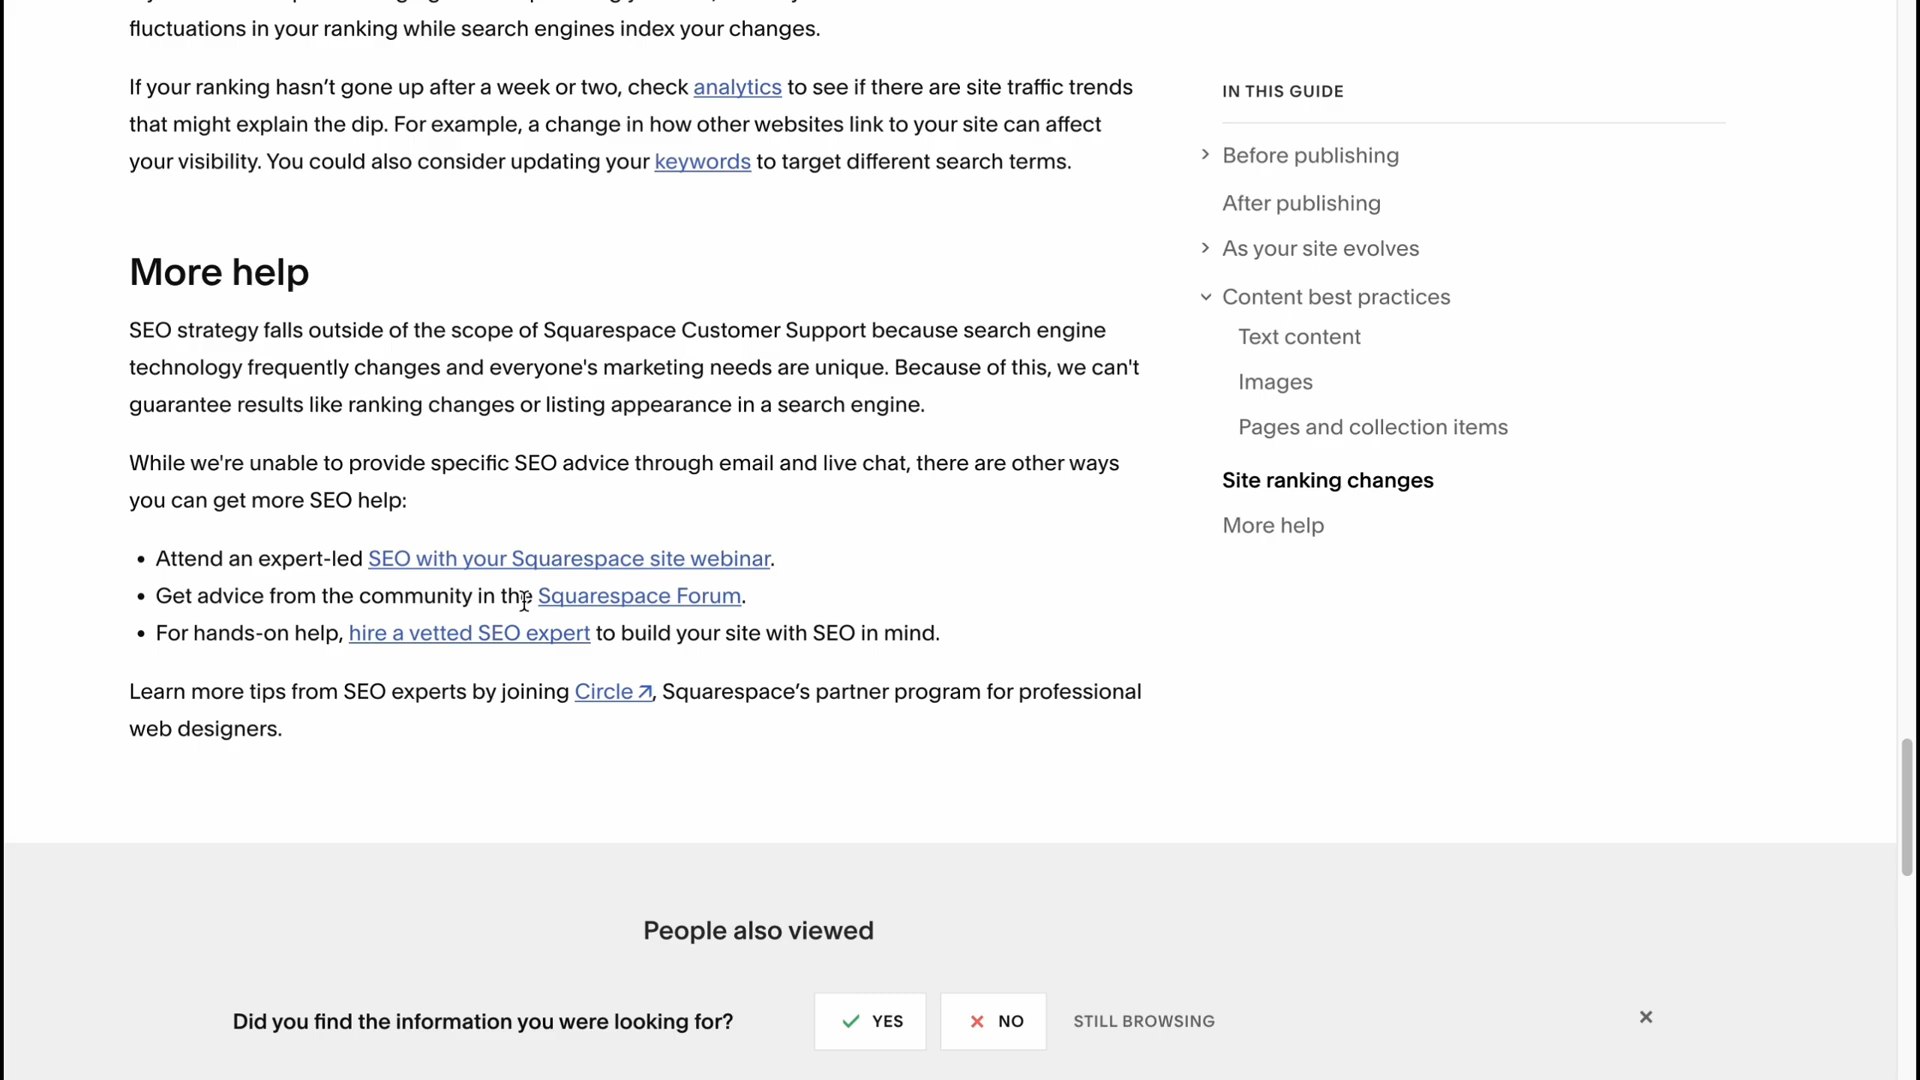 fluctuations in your ranking while search engines index your changes.
If your ranking hasn’t gone up after a week or two, check analytics to see if there are site traffic trends
that might explain the dip. For example, a change in how other websites link to your site can affect
your visibility. You could also consider updating your keywords to target different search terms.
More help
SEO strategy falls outside of the scope of Squarespace Customer Support because search engine
technology frequently changes and everyone's marketing needs are unique. Because of this, we can't
guarantee results like ranking changes or listing appearance in a search engine.
While we're unable to provide specific SEO advice through email and live chat, there are other ways
you can get more SEO help:
• Attend an expert-led SEO with your Squarespace site webinar.
• Get advice from the community in the Squarespace Forum.
• For hands-on help, hire a vetted SEO expert to build your site with SEO in mind.
Learn more tips from SEO experts by joining Circle, Squarespace’s partner program for professional
web designers.
IN THIS GUIDE
Before publishing
After publishing
As your site evolves
Content best practices
Text content
Images
Pages and collection items
Site ranking changes
More help
People also viewed
Did you find the information you were looking for?
YES
NO
STILL BROWSING